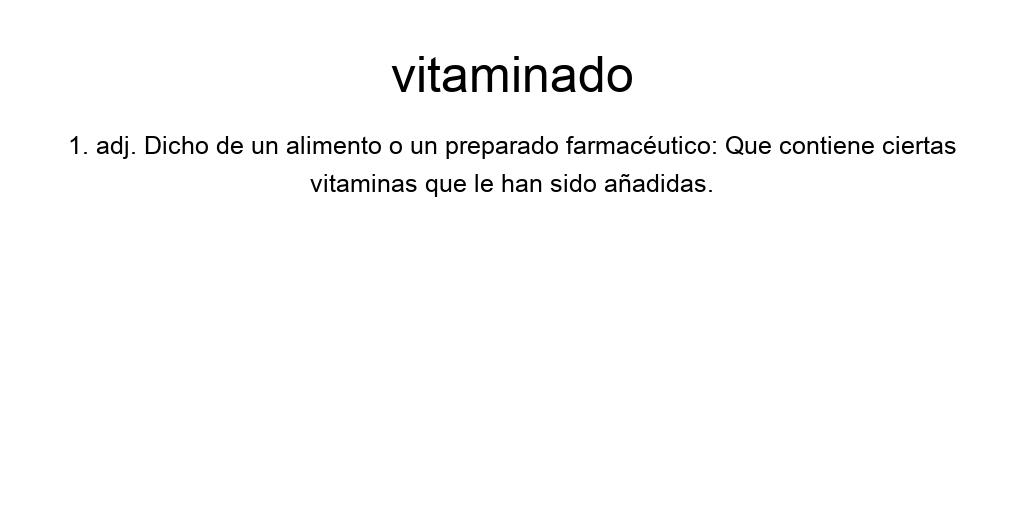 vitaminado
1. adj. Dicho de un alimento o un preparado farmacéutico: Que contiene ciertas
vitaminas que le han sido añadidas.